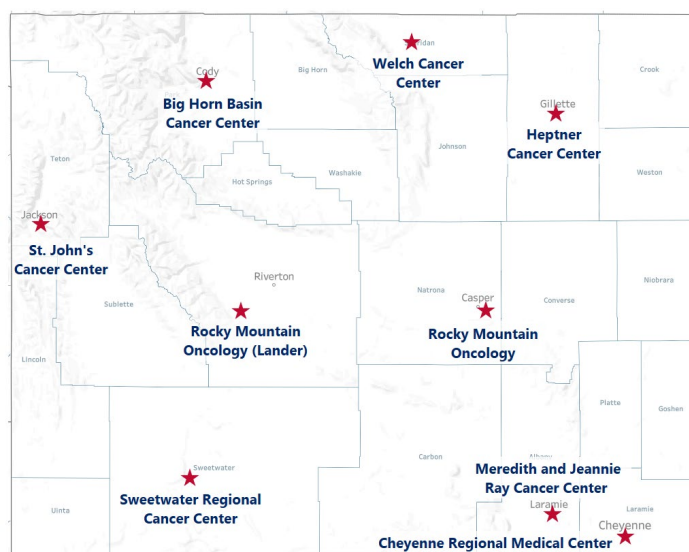 Cody
Big Horn
Welch Cancer
Center
Crook
Big Horn Basin
Cancer Center
Gillette
Heptner
Cancer Center
Johnson
Teton
Hot Springs
Washakie
Weston
Jackson
St. John's
Cancer Center
Riverton
Sublette
Natrona
Casper
Converse
Niobrara
Rocky Mountain
Oncology (Lander)
Rocky Mountain
Oncology
Lincoln
Platte
Goshen
Sweetwater
Carbon
Albany
Meredith and Jeannie
Ray Cancer Center
Sweetwater Regional
Cancer Center
Uinta
Laramie
Laramie
Cheyenne
Cheyenne Regional Medical Center